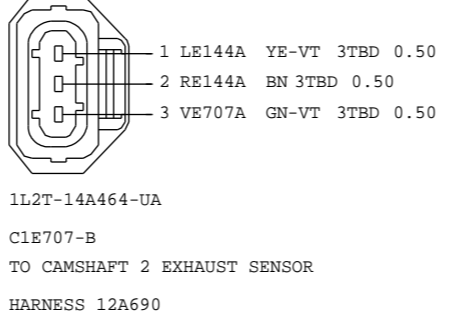 1 LE144A YE-VT 3TBD 0.50
2 RE144A BN 3TBD 0.50
3 VE707A GN-VT 3TBD 0.50
1L2T-14A464-UA
C1E707-B
TO CAMSHAFT 2 EXHAUST SENSOR
HARNESS 12A690